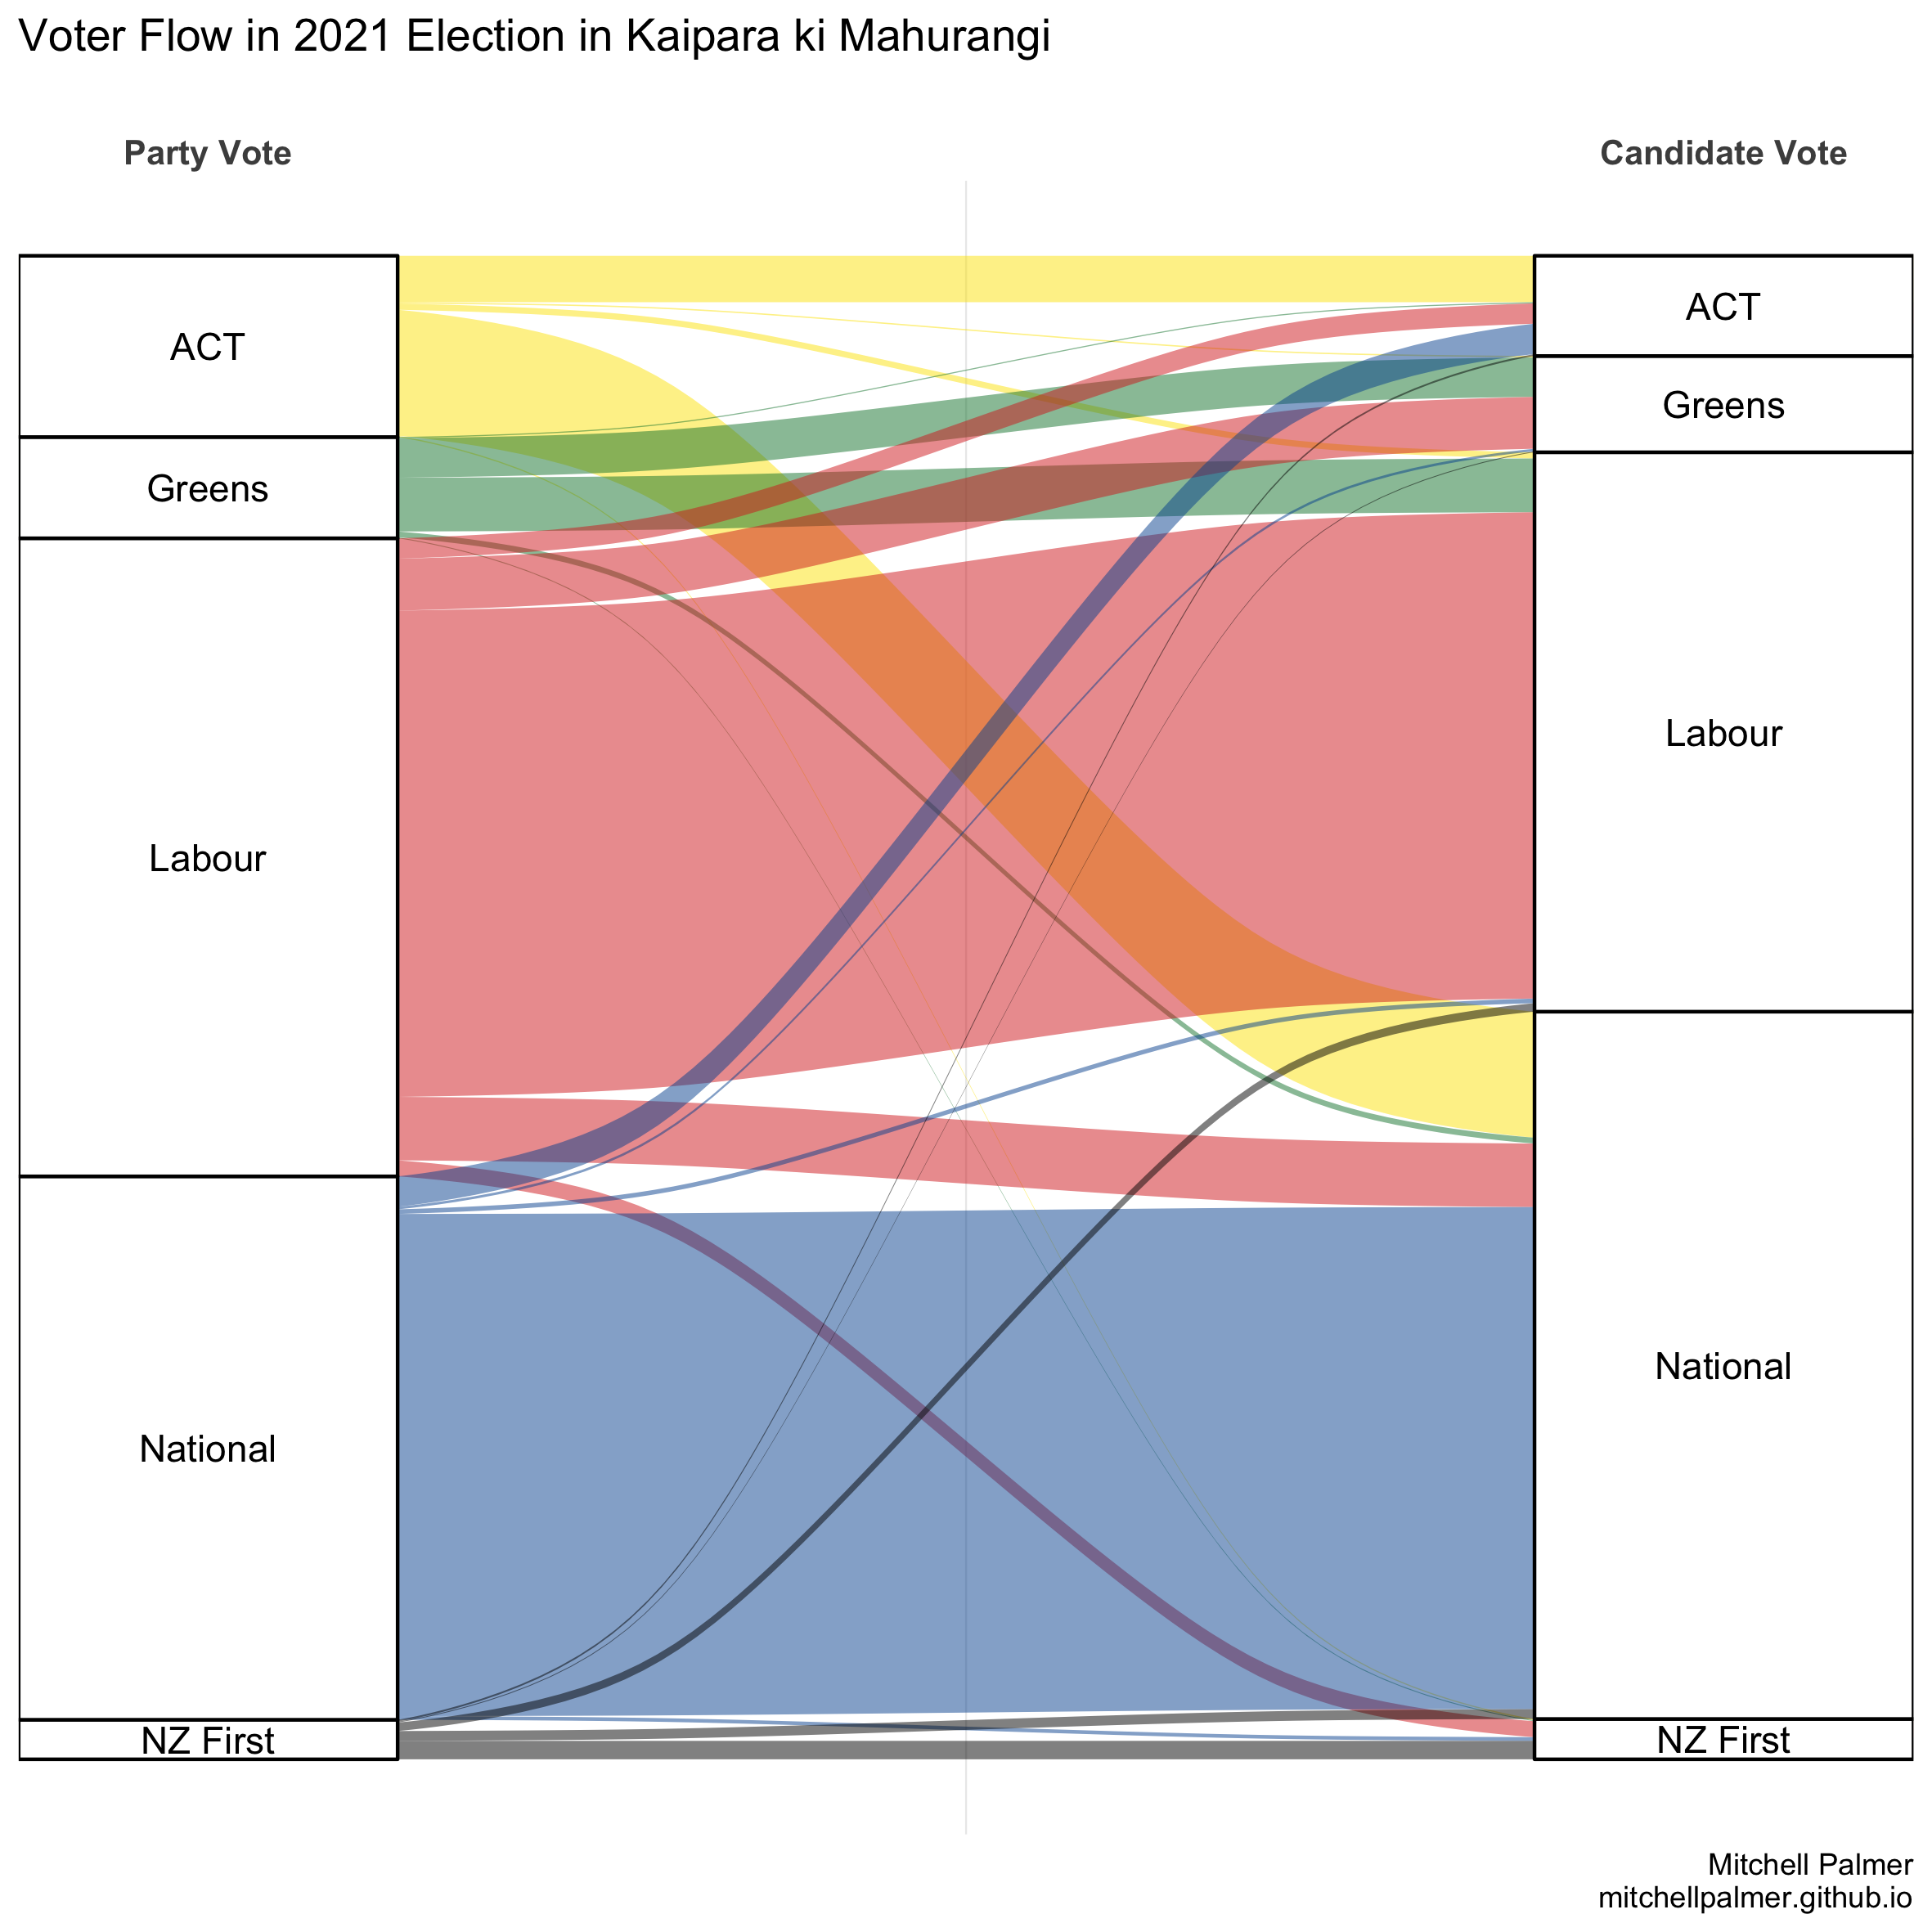 Voter Flow in 2021 Election in Kaipara ki Mahurangi
Party Vote
Candidate Vote
ACT
Greens
Labour
National
NZ First
ACT
Greens
Labour
National
NZ First
Mitchell Palmer
mitchellpalmer.github.io